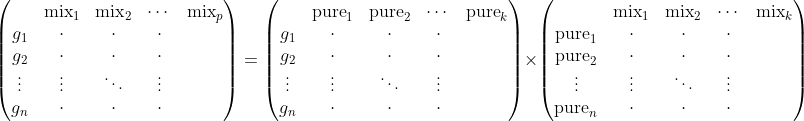 mix₁ mix₂ ⋯ mixₚ = pure₁ pure₂ ⋯ pureₖ × mix₁ mix₂ ⋯ mixₖ
g₁ · · · g₁ · · · pure₁ · · ·
g₂ · · · g₂ · · · pure₂ · · ·
⋮ ⋮ ⋱ ⋮ ⋮ ⋮ ⋱ ⋮ ⋮ ⋮ ⋱ ⋮
gₙ · · · gₙ · · · pureₙ · · ·